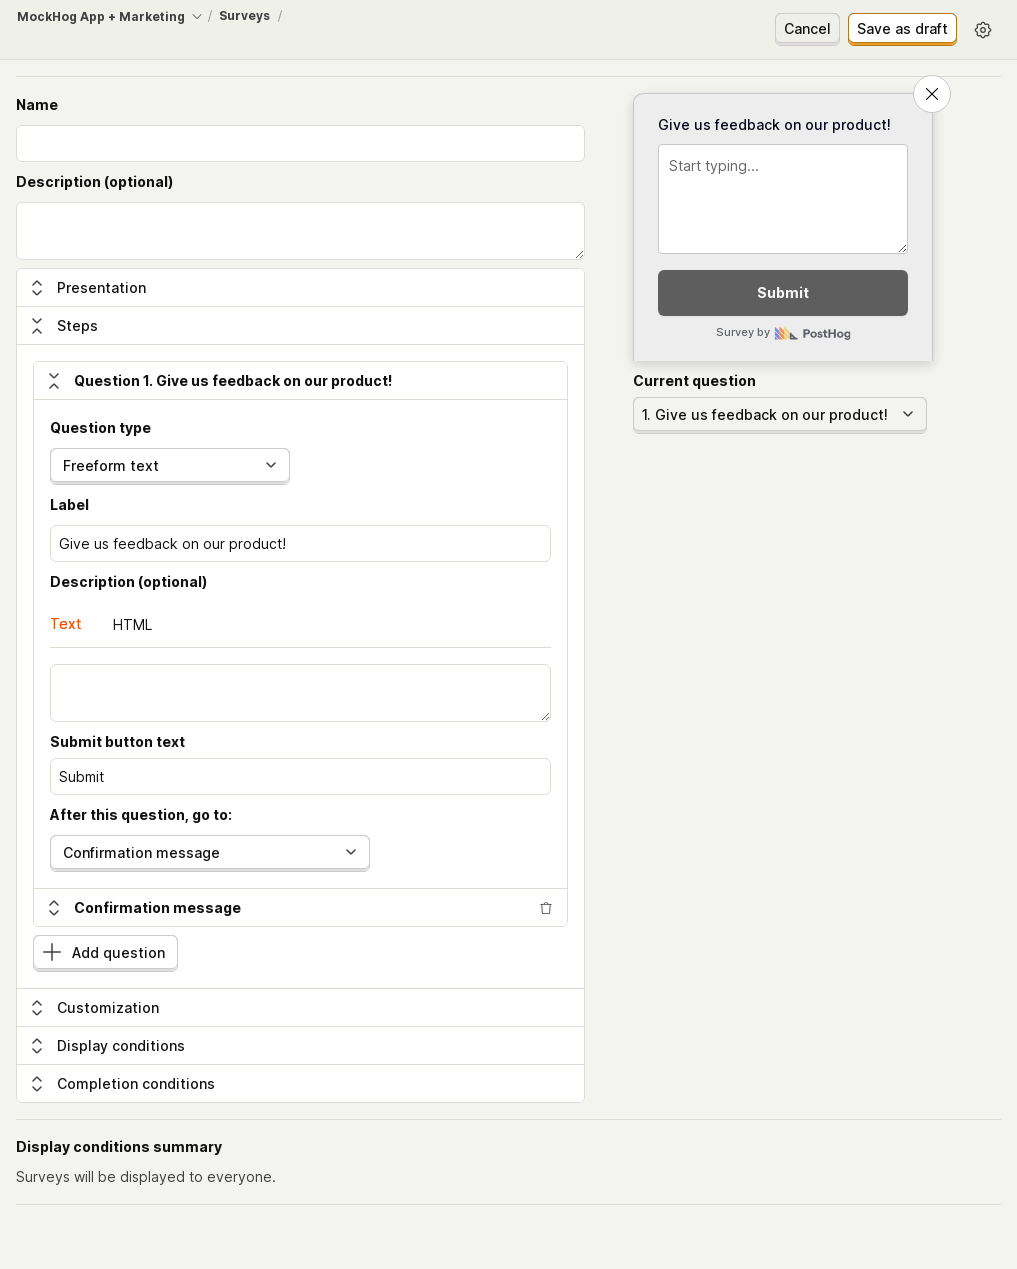 MockHog App + Marketing / Surveys /
Cancel
Save as draft
Name
Description (optional)
Presentation
Steps
Question 1. Give us feedback on our product!
Question type
Freeform text
Label
Give us feedback on our product!
Description (optional)
Text
HTML
Submit button text
Submit
After this question, go to:
Confirmation message
Confirmation message
Add question
Customization
Display conditions
Completion conditions
Give us feedback on our product!
Start typing...
Submit
Survey by PostHog
Current question
1. Give us feedback on our product!
Display conditions summary
Surveys will be displayed to everyone.